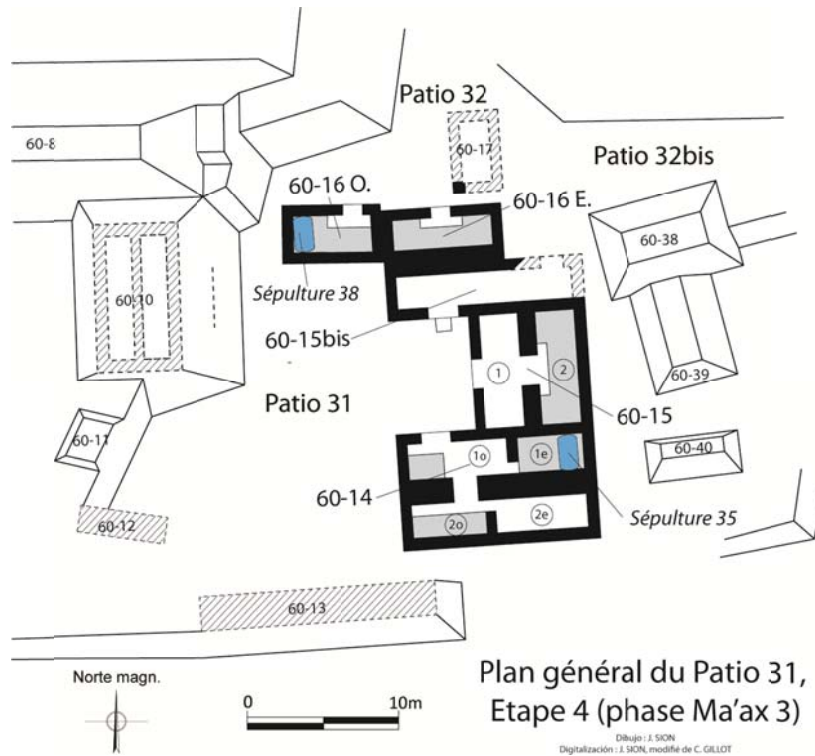 Patio 32
60-8
60-17
Patio 32bis
60-16 O.
60-16 E.
60-38
60-10
Sépulture 38
60-15bis
60-39
1
2
Patio 31
60-15
60-11
60-40
1o
1e
60-14
Sépulture 35
2o
2e
60-12
60-13
Norte magn.
0
10m
Plan général du Patio 31,
Etape 4 (phase Ma'ax 3)
Dibujo : J. SION
Digitalización : J. SION, modifié de C. GILLOT